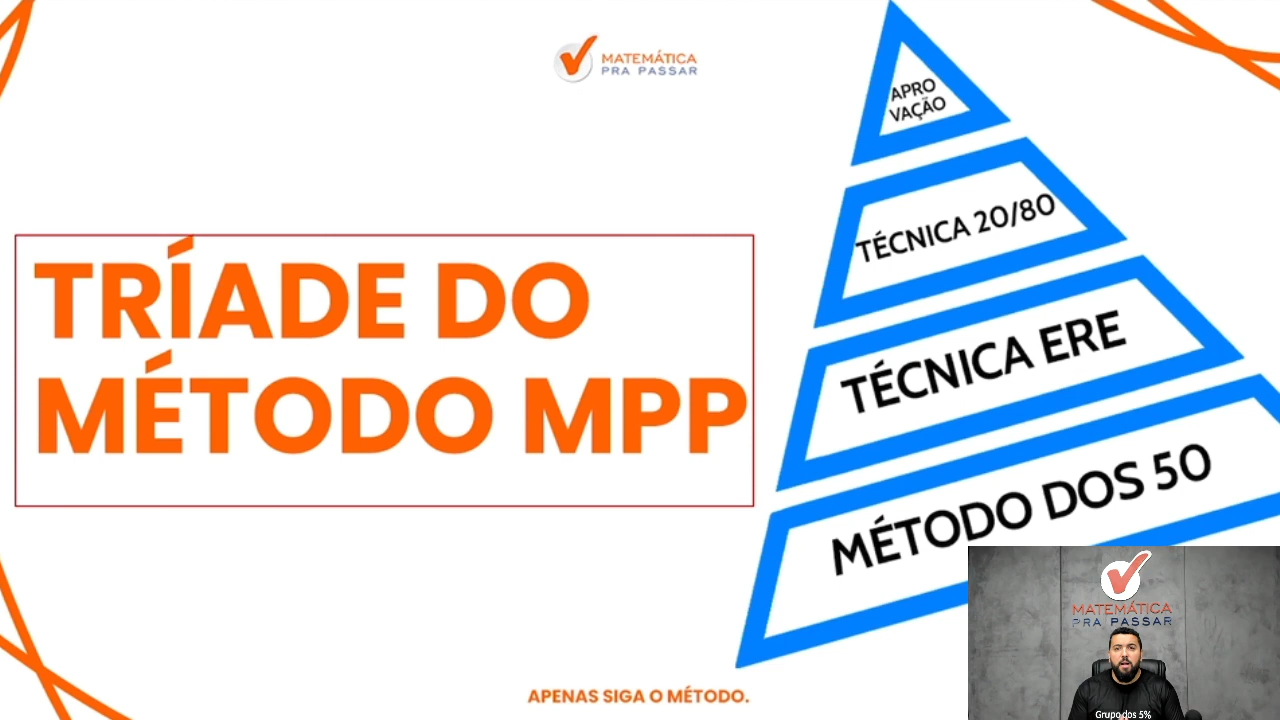 MATEMÁTICA
PRA PASSAR
APRO
VAÇÃO
TÉCNICA 20/80
TRÍADE DO
MÉTODO MPP
TÉCNICA ERE
MÉTODO DOS 50
MATEMÁTICA
PRA PASSAR
Grupo dos 5%
APENAS SIGA O MÉTODO.